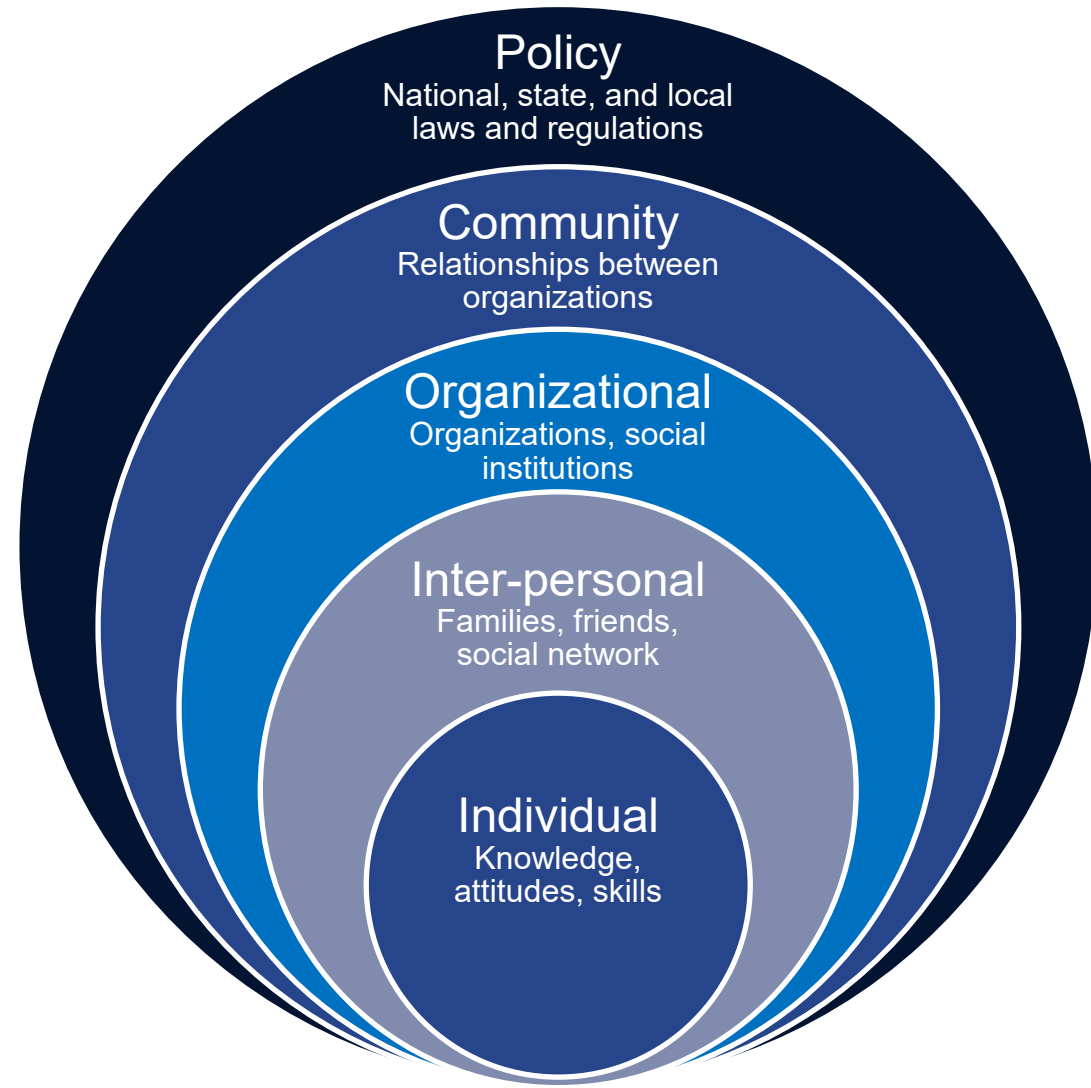 Policy
National, state, and local
laws and regulations
Community
Relationships between
organizations
Organizational
Organizations, social
institutions
Inter-personal
Families, friends,
social network
Individual
Knowledge,
attitudes, skills